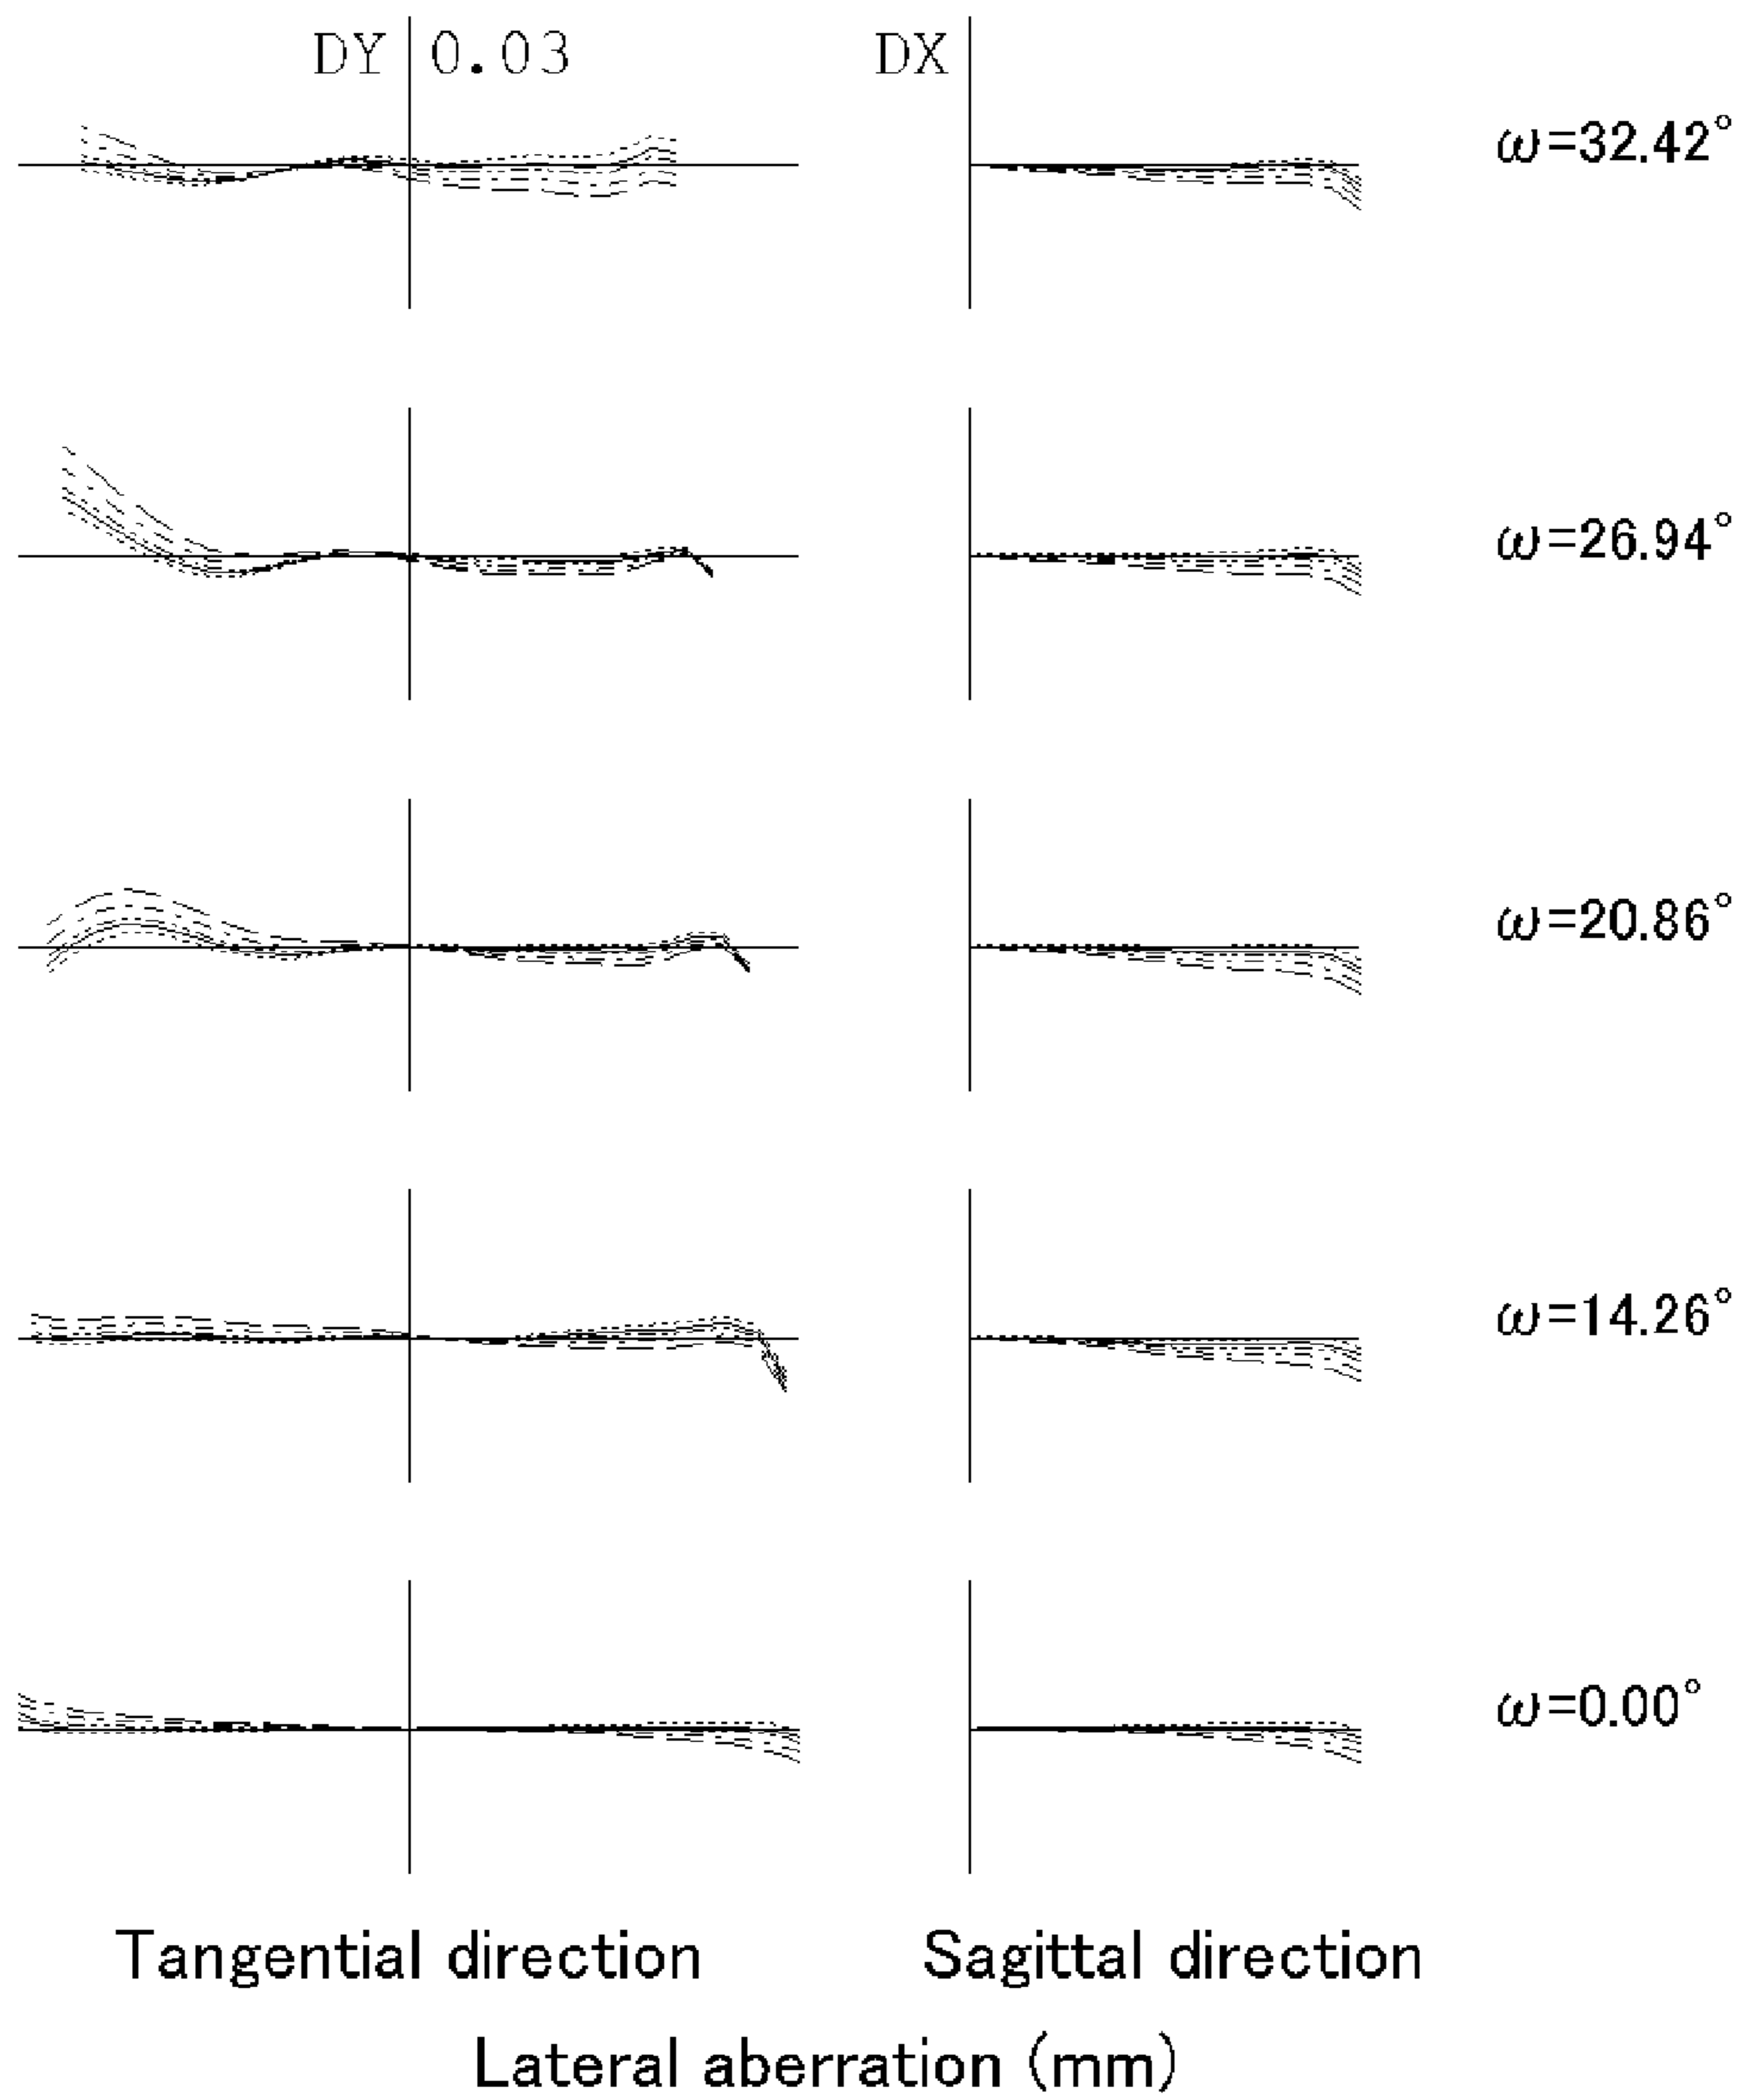 DY 0.03 DX
ω=32.42°
ω=26.94°
ω=20.86°
ω=14.26°
ω=0.00°
Tangential direction Sagittal direction
Lateral aberration (mm)